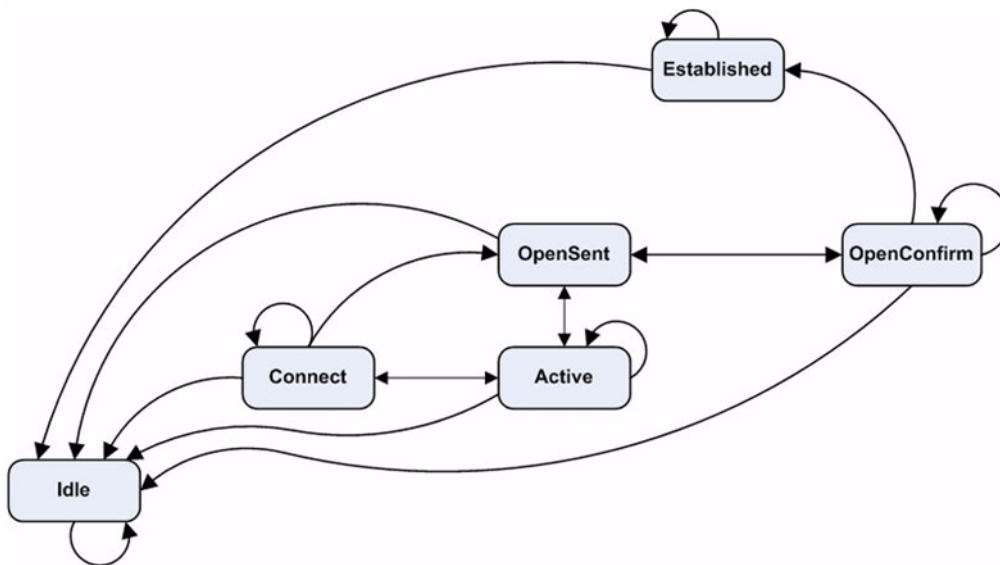 Established
OpenSent
OpenConfirm
Connect
Active
Idle